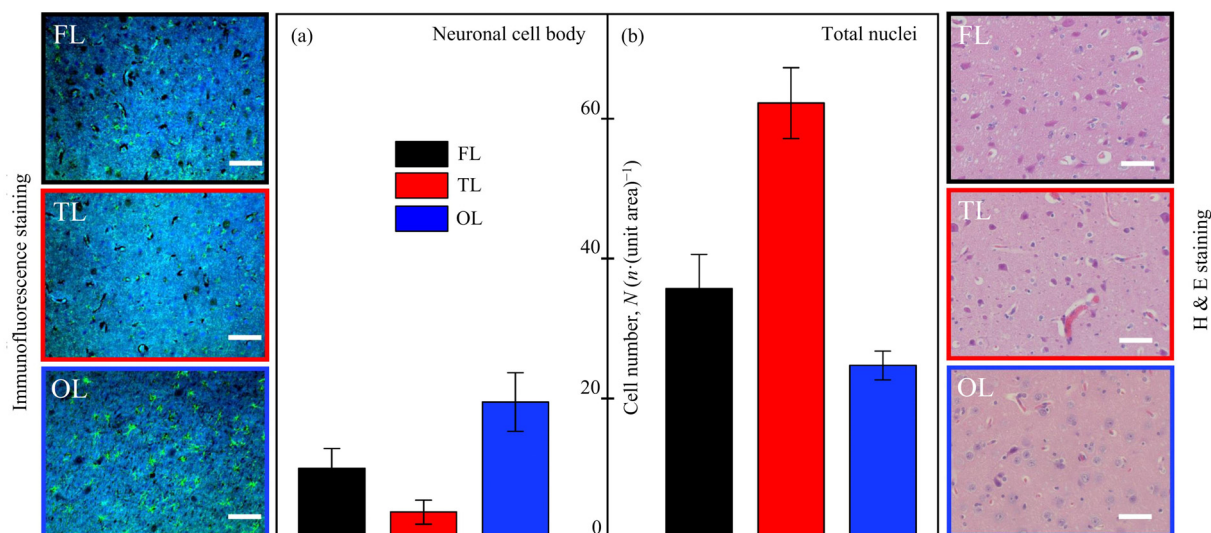 Immunofluorescence staining
FL
TL
OL
(a)
Neuronal cell body
FL
TL
OL
(b)
Total nuclei
Cell number, N (n·(unit area)⁻¹)
60
40
20
0
FL
TL
OL
H & E staining